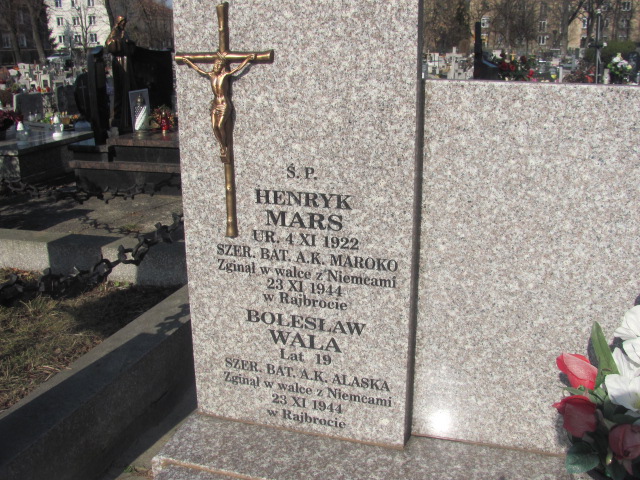 Ś. P.
HENRYK
MARS
UR. 4 XI 1922
SZER. BAT. A.K. MAROKO
Zginął w walce z Niemcami
23 XI 1944
w Rajbrocie
BOLESŁAW
WALA
Lat 19
SZER. BAT. A.K. ALASKA
Zginął w walce z Niemcami
23 XI 1944
w Rajbrocie